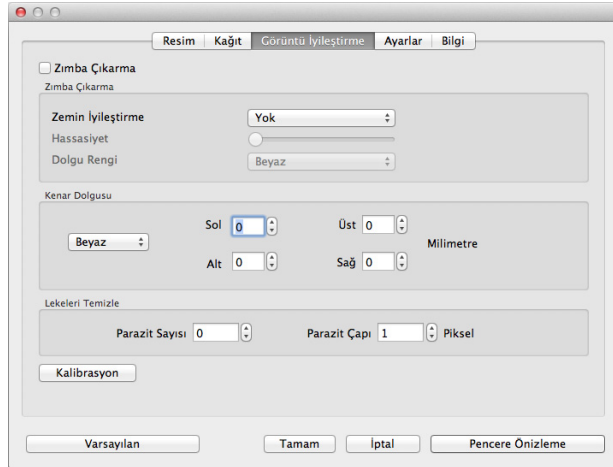 Resim Kağıt Görüntü İyileştirme Ayarlar Bilgi
Zımba Çıkarma
Zımba Çıkarma
Zemin İyileştirme Yok
Hassasiyet
Dolgu Rengi Beyaz
Kenar Dolgusu
Sol 0 Üst 0
Beyaz Milimetre
Alt 0 Sağ 0
Lekeleri Temizle
Parazit Sayısı 0 Parazit Çapı 1 Piksel
Kalibrasyon
Varsayılan Tamam İptal Pencere Önizleme